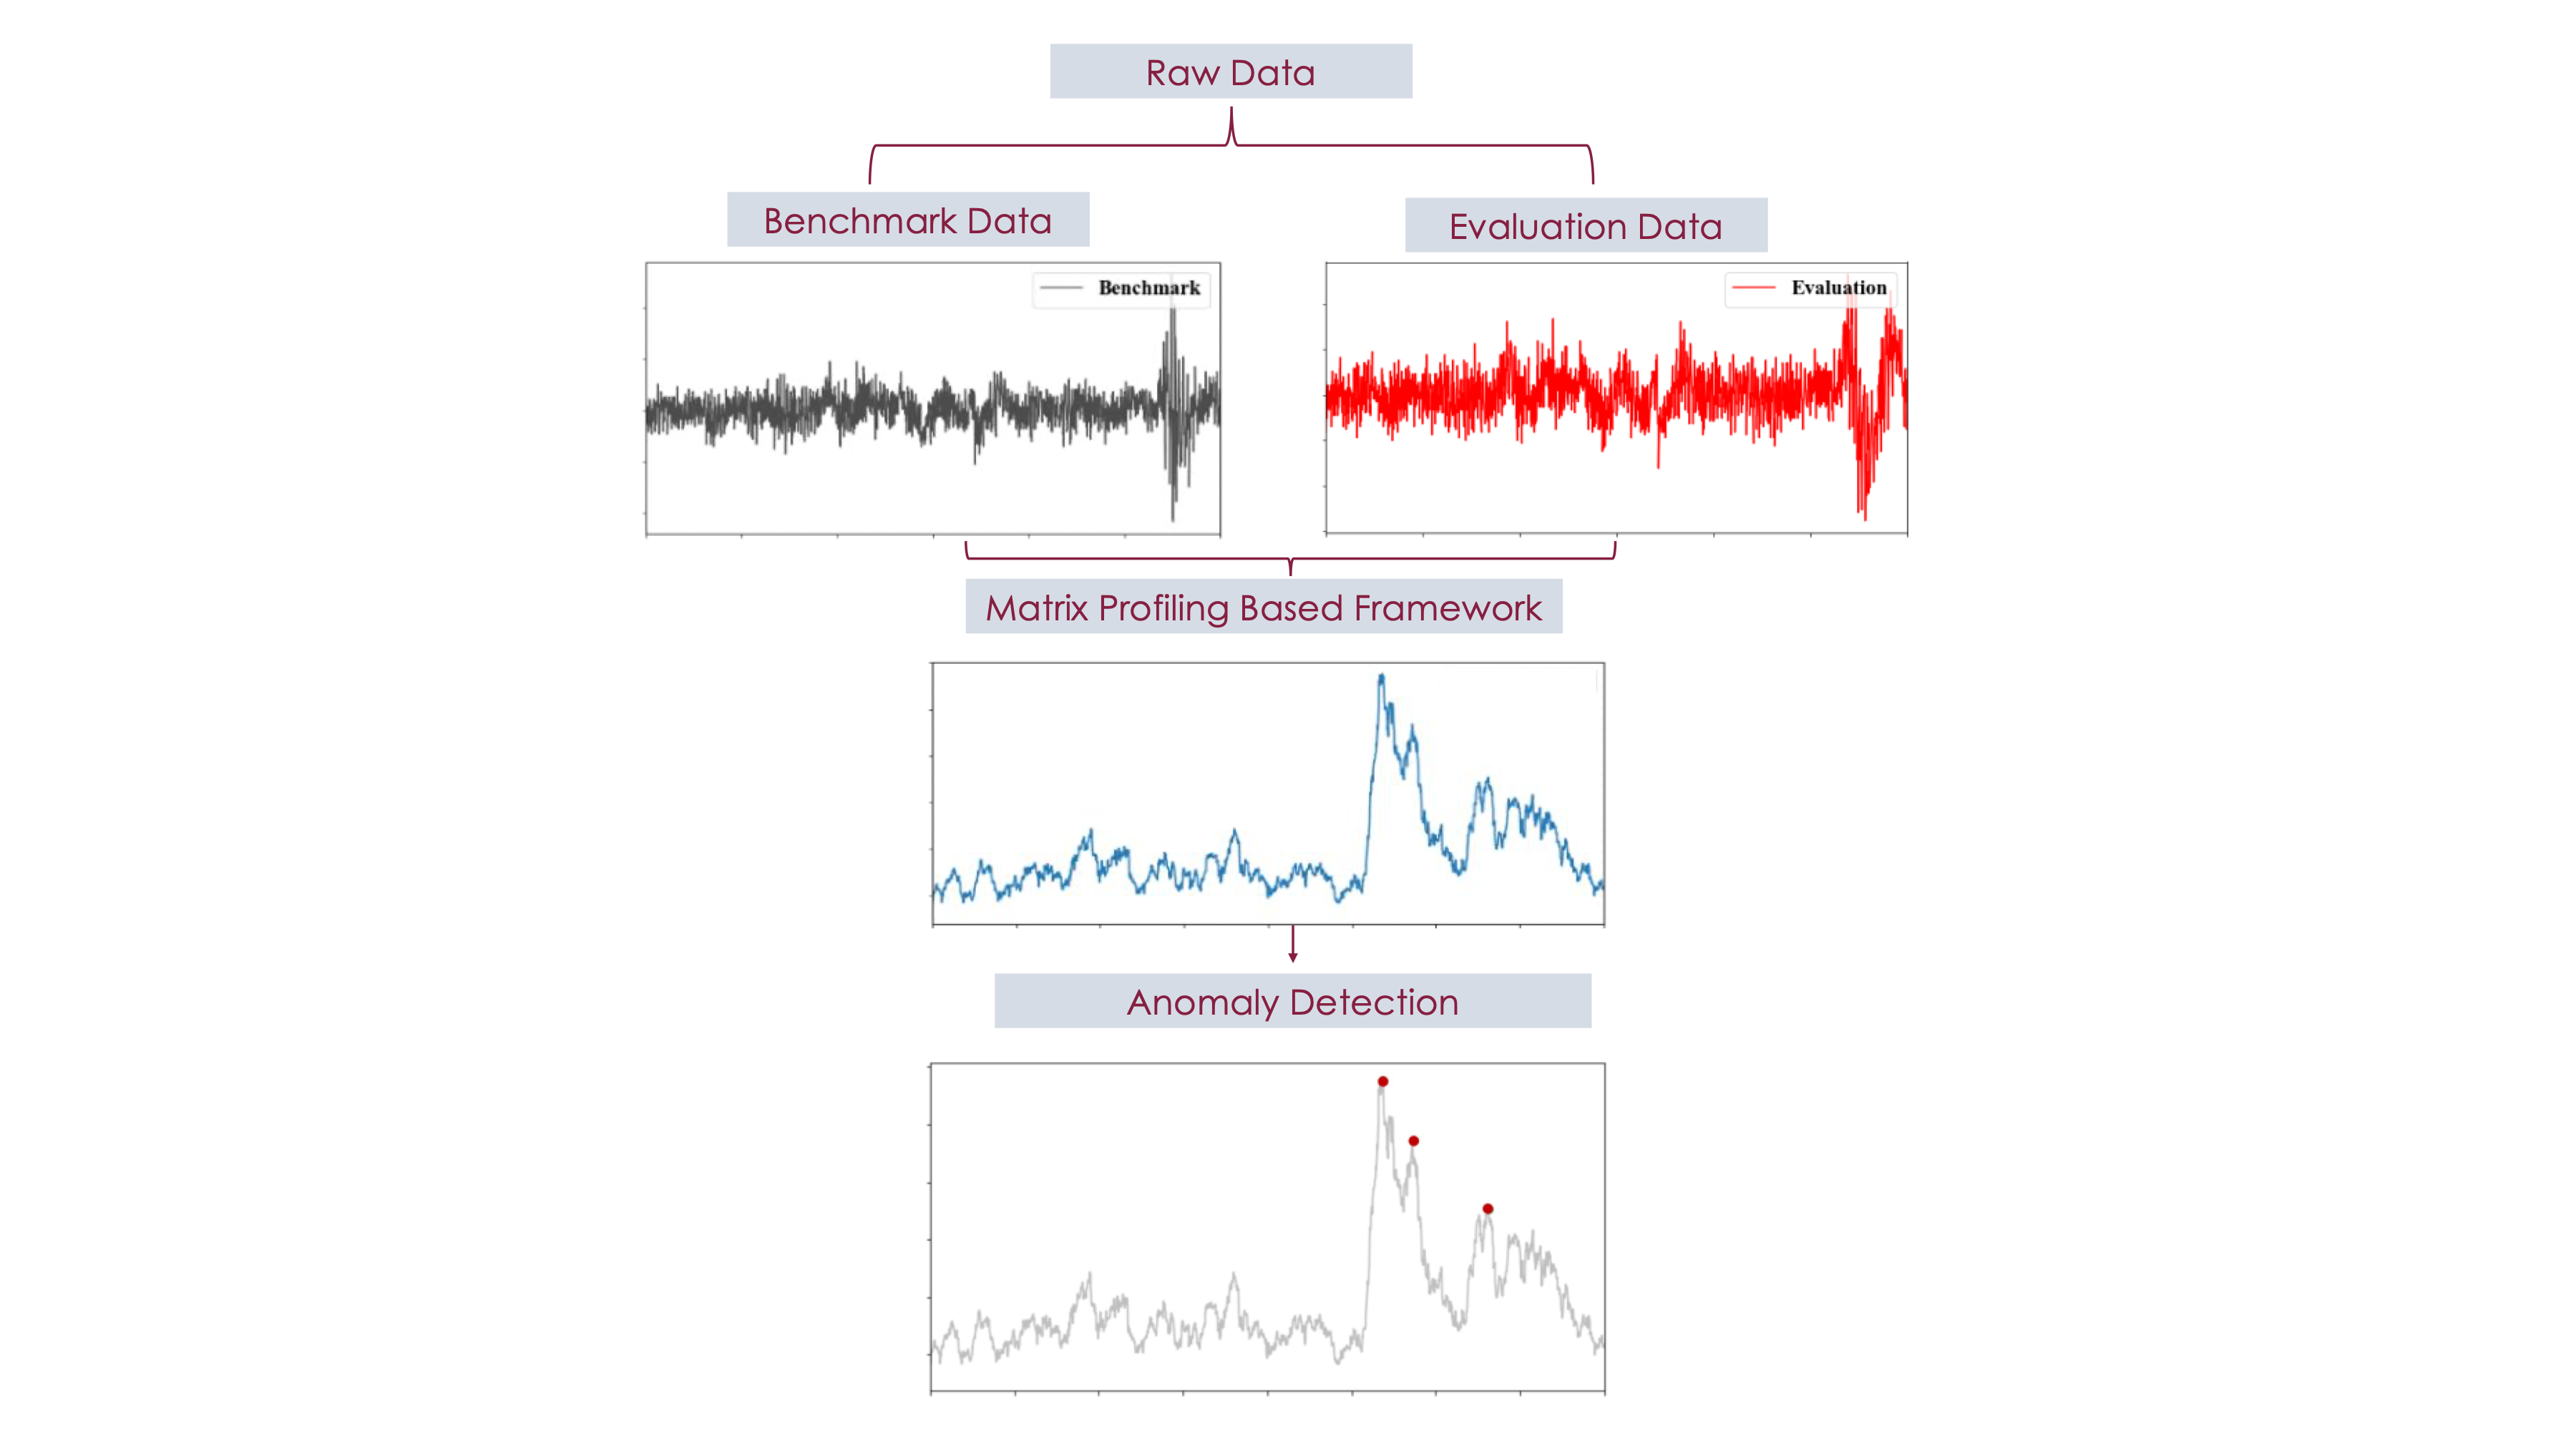 Raw Data
Benchmark Data
Evaluation Data
Benchmark
Evaluation
Matrix Profiling Based Framework
Anomaly Detection